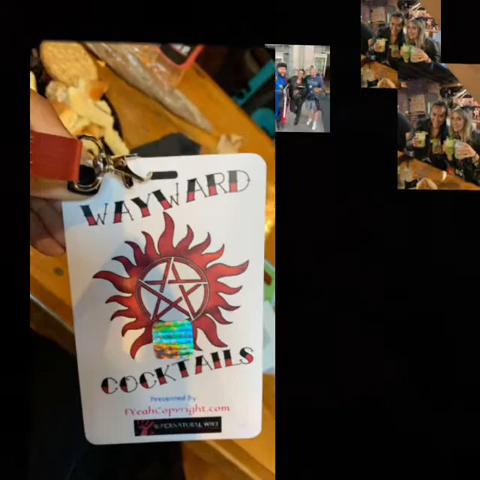 WAYWARD
COCKTAILS
Presented By
fYeahCopyright.com
SUPERNATURAL WIKI